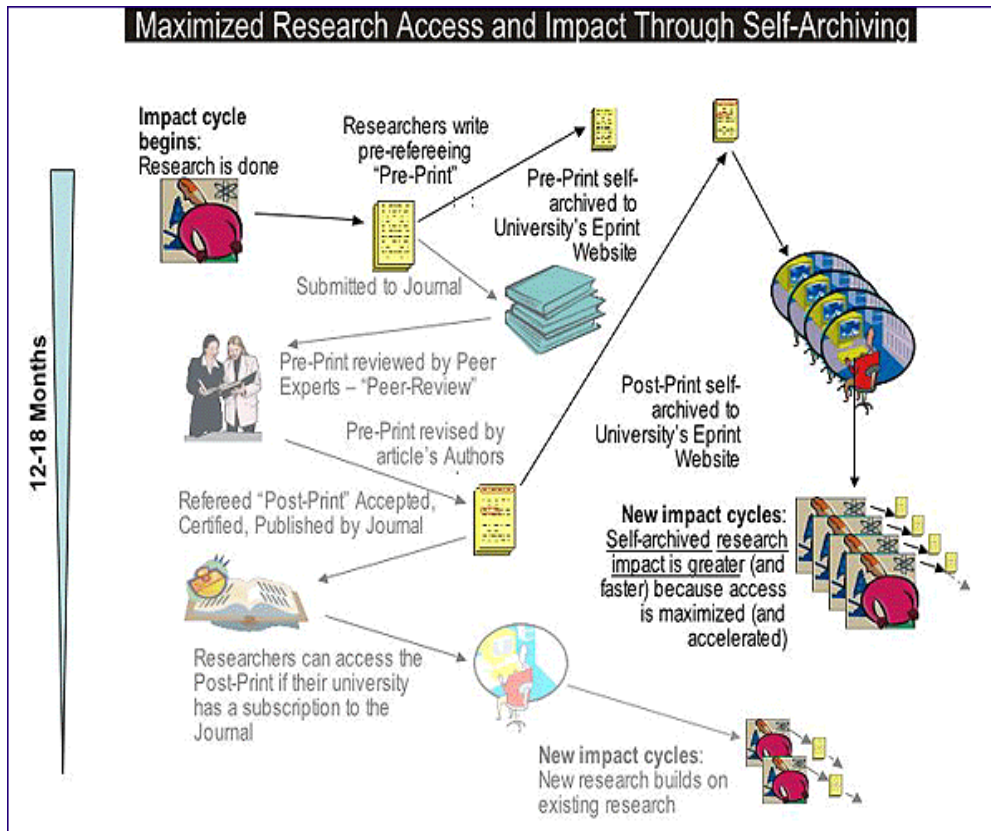 Maximized Research Access and Impact Through Self-Archiving
Impact cycle
begins:
Research is done
Researchers write
pre-refereeing
“Pre-Print”
Pre-Print self-
archived to
University’s Eprint
Website
Submitted to Journal
12-18 Months
Pre-Print reviewed by Peer
Experts – “Peer-Review”
Pre-Print revised by
article’s Authors
Post-Print self-
archived to
University’s Eprint
Website
Refereed “Post-Print” Accepted,
Certified, Published by Journal
New impact cycles:
Self-archived research
impact is greater (and
faster) because access
is maximized (and
accelerated)
Researchers can access the
Post-Print if their university
has a subscription to the
Journal
New impact cycles:
New research builds on
existing research